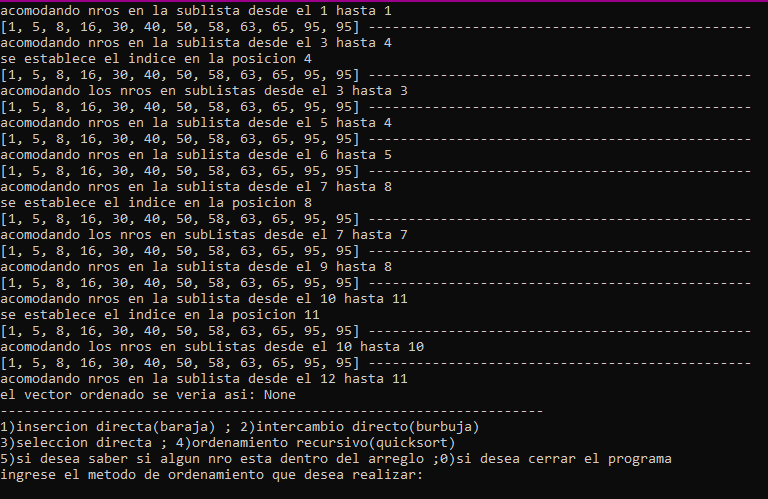 acomodando nros en la sublista desde el 1 hasta 1
[1, 5, 8, 16, 30, 40, 50, 58, 63, 65, 95, 95] ------------------------------------------------
acomodando nros en la sublista desde el 3 hasta 4
se establece el indice en la posicion 4
[1, 5, 8, 16, 30, 40, 50, 58, 63, 65, 95, 95] ------------------------------------------------
acomodando los nros en subListas desde el 3 hasta 3
[1, 5, 8, 16, 30, 40, 50, 58, 63, 65, 95, 95] ------------------------------------------------
acomodando nros en la sublista desde el 5 hasta 4
[1, 5, 8, 16, 30, 40, 50, 58, 63, 65, 95, 95] ------------------------------------------------
acomodando nros en la sublista desde el 6 hasta 5
[1, 5, 8, 16, 30, 40, 50, 58, 63, 65, 95, 95] ------------------------------------------------
acomodando nros en la sublista desde el 7 hasta 8
se establece el indice en la posicion 8
[1, 5, 8, 16, 30, 40, 50, 58, 63, 65, 95, 95] ------------------------------------------------
acomodando los nros en subListas desde el 7 hasta 7
[1, 5, 8, 16, 30, 40, 50, 58, 63, 65, 95, 95] ------------------------------------------------
acomodando nros en la sublista desde el 9 hasta 8
[1, 5, 8, 16, 30, 40, 50, 58, 63, 65, 95, 95] ------------------------------------------------
acomodando nros en la sublista desde el 10 hasta 11
se establece el indice en la posicion 11
[1, 5, 8, 16, 30, 40, 50, 58, 63, 65, 95, 95] ------------------------------------------------
acomodando los nros en subListas desde el 10 hasta 10
[1, 5, 8, 16, 30, 40, 50, 58, 63, 65, 95, 95] ------------------------------------------------
acomodando nros en la sublista desde el 12 hasta 11
el vector ordenado se veria asi: None
--------------------------------------------------------------------
1)insercion directa(baraja) ; 2)intercambio directo(burbuja)
3)seleccion directa ; 4)ordenamiento recursivo(quicksort)
5)si desea saber si algun nro esta dentro del arreglo ;0)si desea cerrar el programa
ingrese el metodo de ordenamiento que desea realizar: